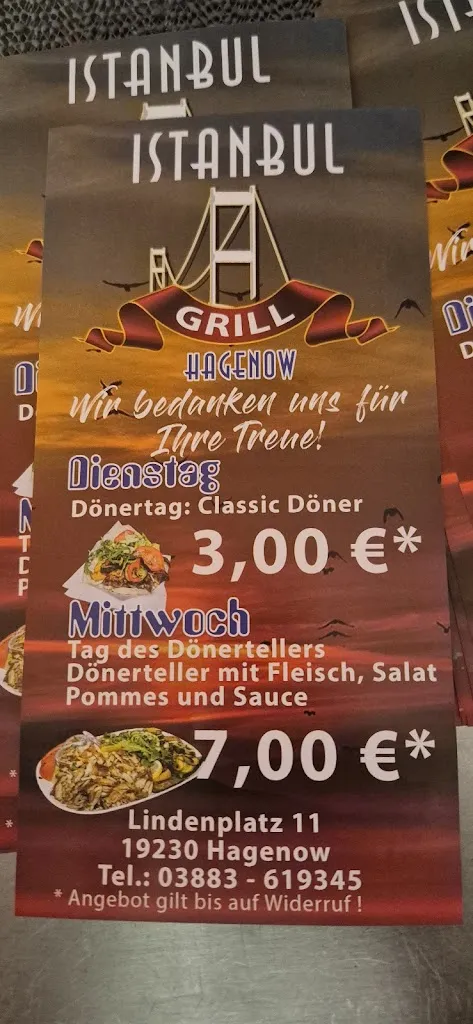 ISTANBUL
ISTANBUL
GRILL
HAGENOW
Wir bedanken uns für
Ihre Treue!
Dienstag
Dönertag: Classic Döner
3,00 €*
Mittwoch
Tag des Dönertellers
Dönerteller mit Fleisch, Salat
Pommes und Sauce
7,00 €*
Lindenplatz 11
19230 Hagenow
Tel.: 03883 - 619345
* Angebot gilt bis auf Widerruf !